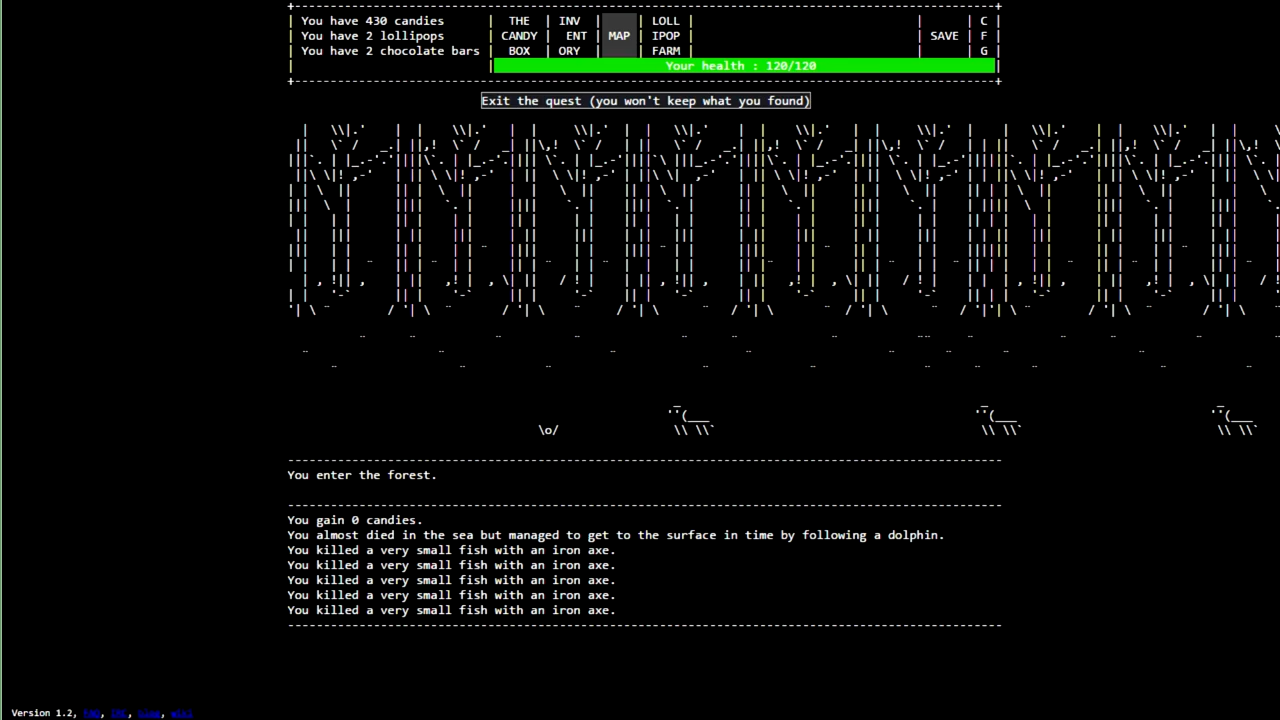 You have 430 candies | THE | INV | | LOLL | | | C |
You have 2 lollipops | CANDY | ENT | MAP | IPOP | | SAVE | F |
You have 2 chocolate bars | BOX | ORY | | FARM | | | G |
Your health : 120/120
Exit the quest (you won't keep what you found)
\o/
You enter the forest.
You gain 0 candies.
You almost died in the sea but managed to get to the surface in time by following a dolphin.
You killed a very small fish with an iron axe.
You killed a very small fish with an iron axe.
You killed a very small fish with an iron axe.
You killed a very small fish with an iron axe.
You killed a very small fish with an iron axe.
Version 1.2,